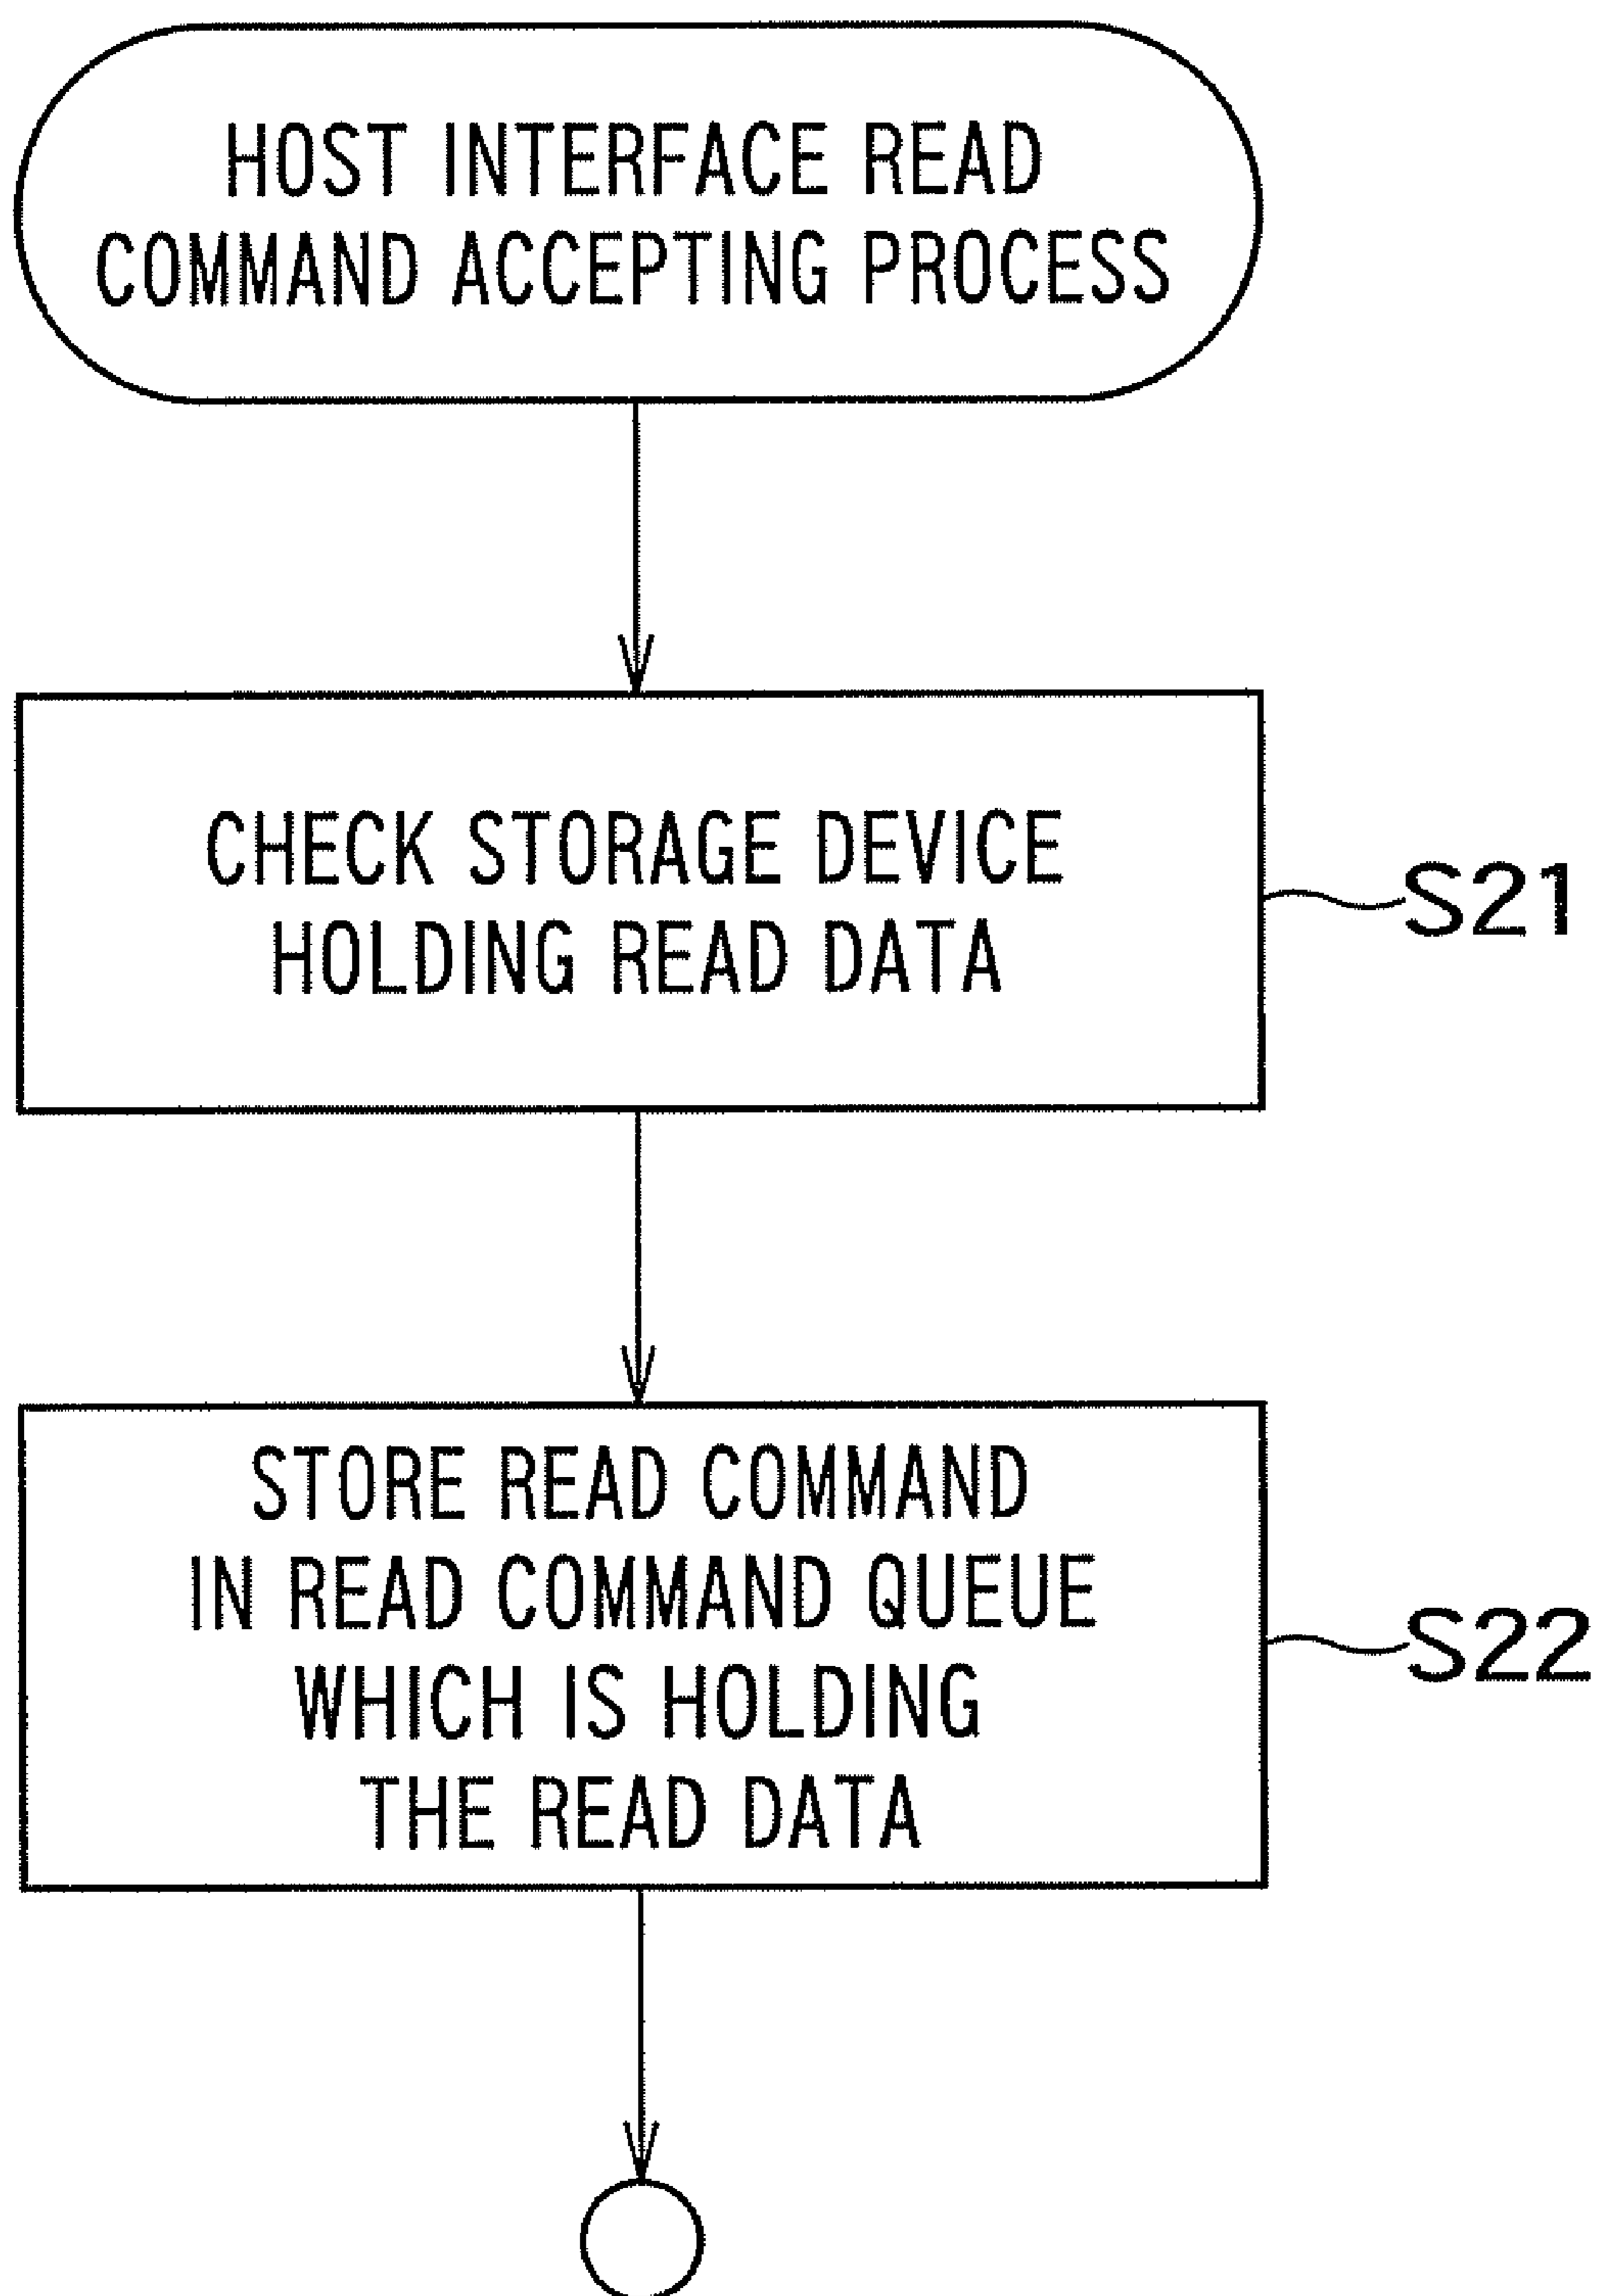 HOST INTERFACE READ
COMMAND ACCEPTING PROCESS
CHECK STORAGE DEVICE
HOLDING READ DATA
S21
STORE READ COMMAND
IN READ COMMAND QUEUE
WHICH IS HOLDING
THE READ DATA
S22